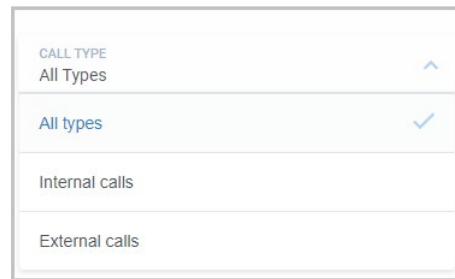 CALL TYPE
All Types
All types
Internal calls
External calls